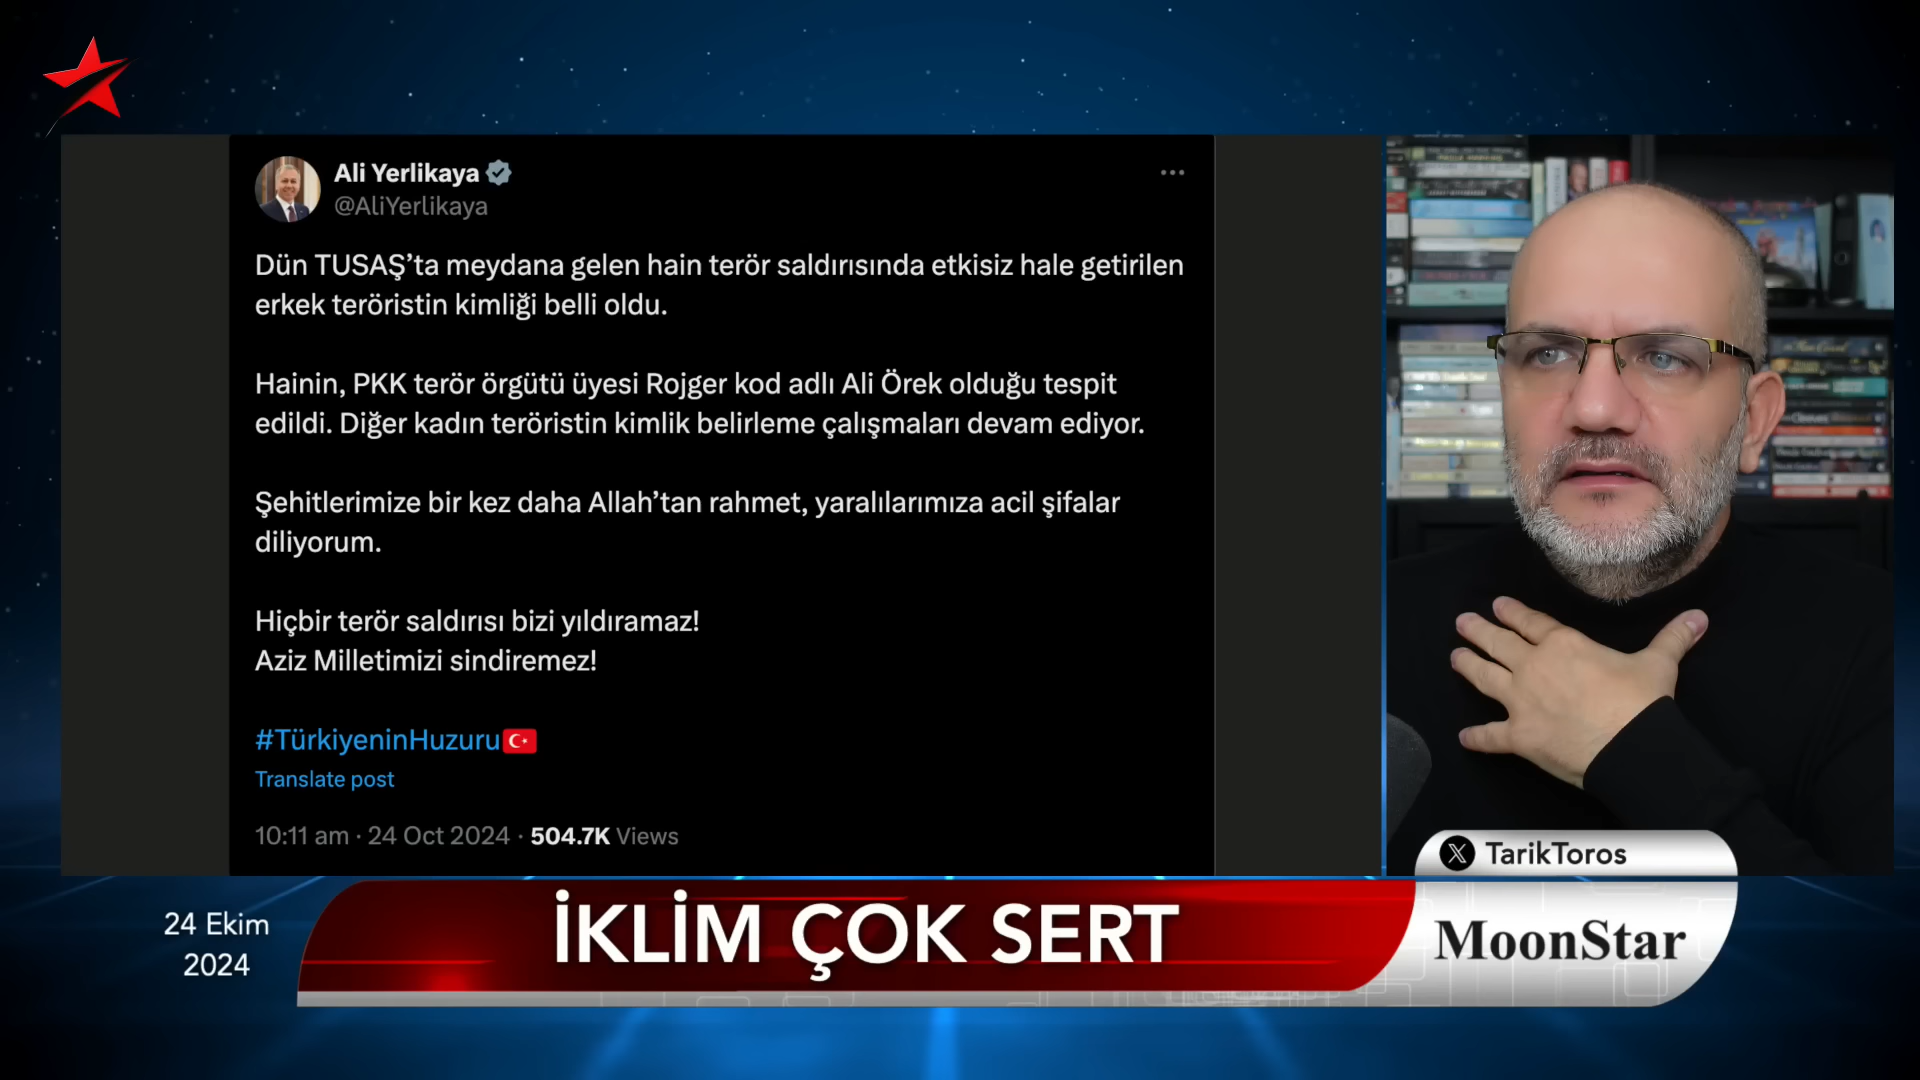 Ali Yerlikaya
@AliYerlikaya
Dün TUSAŞ’ta meydana gelen hain terör saldırısında etkisiz hale getirilen
erkek teröristin kimliği belli oldu.
Hainin, PKK terör örgütü üyesi Rojger kod adlı Ali Örek olduğu tespit
edildi. Diğer kadın teröristin kimlik belirleme çalışmaları devam ediyor.
Şehitlerimize bir kez daha Allah’tan rahmet, yaralılarımıza acil şifalar
diliyorum.
Hiçbir terör saldırısı bizi yıldıramaz!
Aziz Milletimizi sindiremez!
#TürkiyeninHuzuru
Translate post
10:11 am · 24 Oct 2024 · 504.7K Views
TarikToros
24 Ekim
2024
İKLİM ÇOK SERT
MoonStar